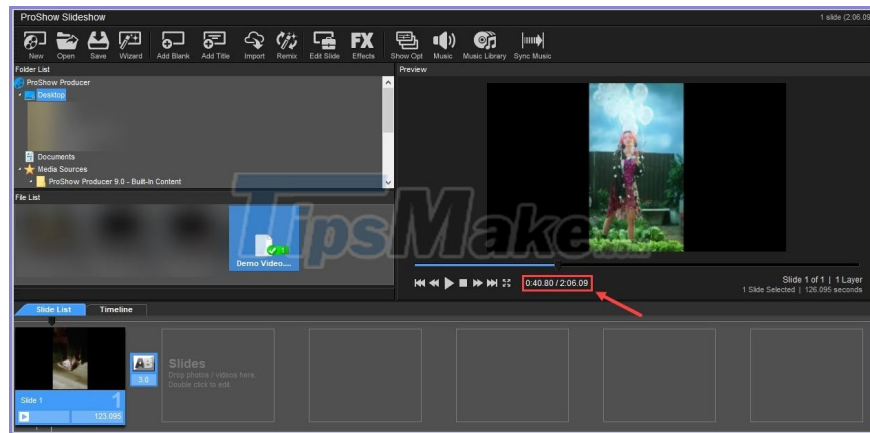 ProShow Slideshow
1 slide (2:06.09
New Open Save Wizard Add Blank Add Title Import Remix Edit Slide Effects Show Opt Music Music Library Sync Music
FX
Folder List
Preview
ProShow Producer
Desktop
Documents
Media Sources
ProShow Producer 9.0 - Built-In Content
File List
TipsMake.com
Demo Video....
1
0:40.80 / 2:06.09
Slide 1 of 1 | 1 Layer
1 Slide Selected | 126.095 seconds
Slide List Timeline
AB
3.0
Slides
Drop photos / videos here.
Double click to edit.
Slide 1
1
123.095